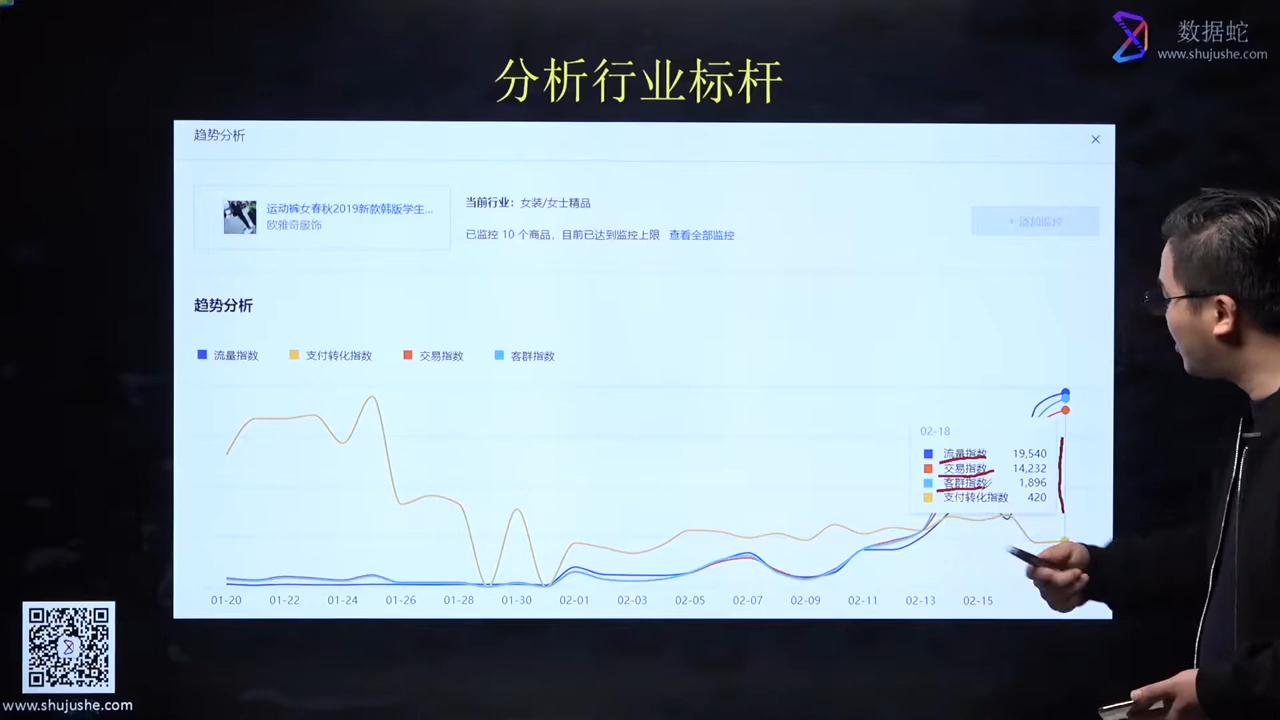 数据蛇
www.shujushe.com
分析行业标杆
趋势分析
×
运动裤女春秋2019新款韩版学生...
欧雅奇服饰
当前行业：女装/女士精品
已监控 10 个商品，目前已达到监控上限 查看全部监控
+ 添加监控
趋势分析
流量指数 支付转化指数 交易指数 客群指数
02-18
流量指数 19,540
交易指数 14,232
客群指数 1,896
支付转化指数 420
01-20 01-22 01-24 01-26 01-28 01-30 02-01 02-03 02-05 02-07 02-09 02-11 02-13 02-15
www.shujushe.com